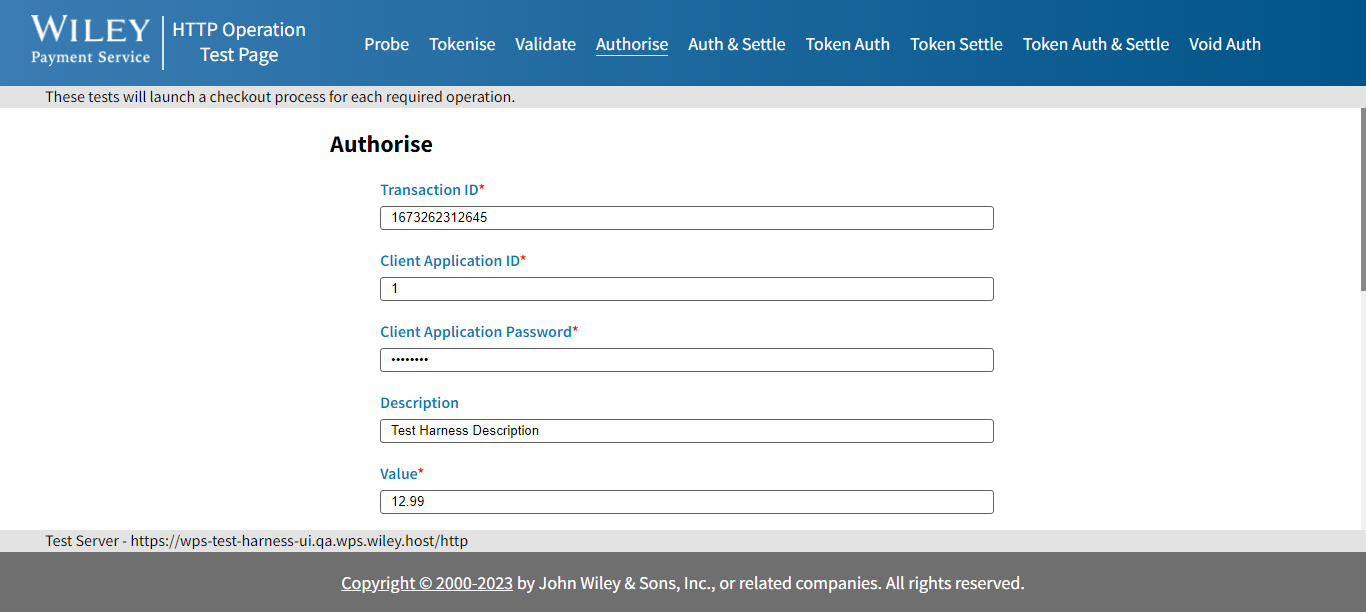 WILEY
Payment Service
HTTP Operation
Test Page
Probe Tokenise Validate Authorise Auth & Settle Token Auth Token Settle Token Auth & Settle Void Auth
These tests will launch a checkout process for each required operation.
Authorise
Transaction ID*
1673262312645
Client Application ID*
1
Client Application Password*
••••••••
Description
Test Harness Description
Value*
12.99
Test Server - https://wps-test-harness-ui.qa.wps.wiley.host/http
Copyright © 2000-2023 by John Wiley & Sons, Inc., or related companies. All rights reserved.